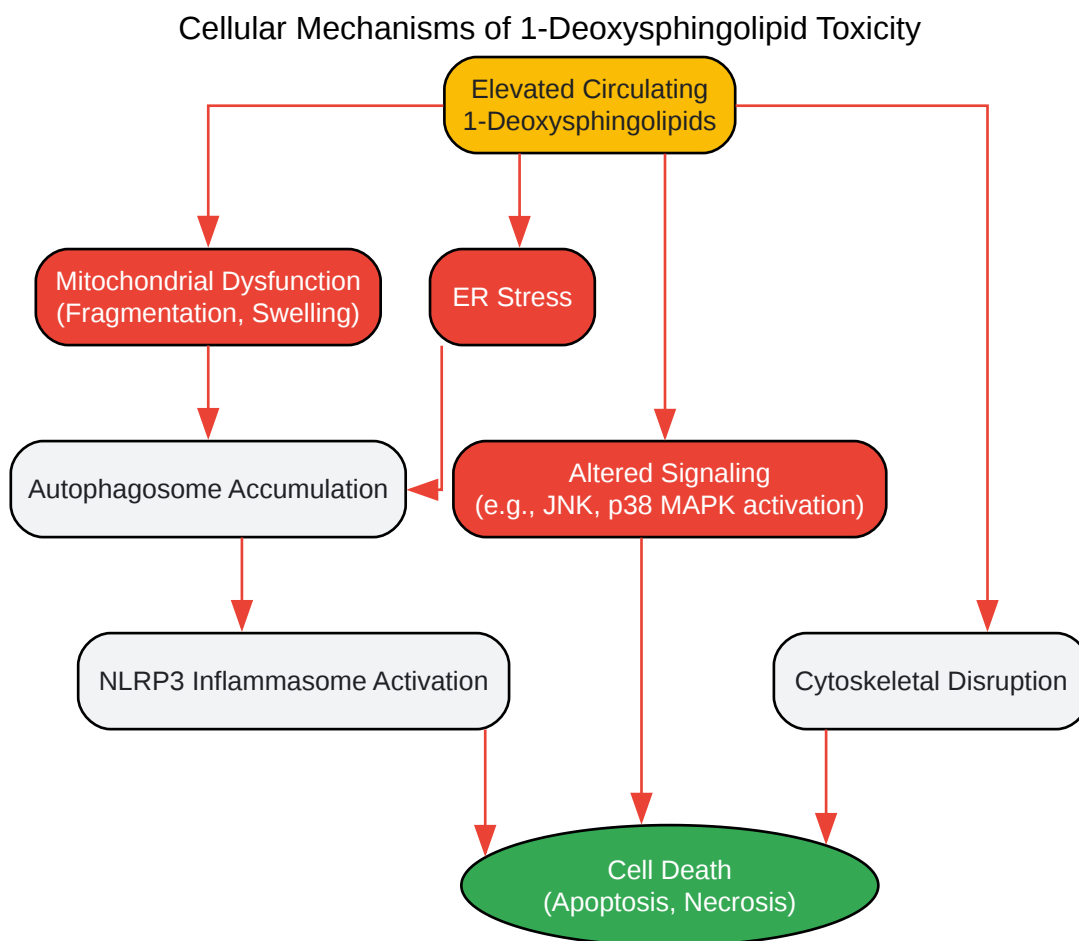 Cellular Mechanisms of 1-Deoxysphingolipid Toxicity
Elevated Circulating
1-Deoxysphingolipids
Mitochondrial Dysfunction
(Fragmentation, Swelling)
ER Stress
Autophagosome Accumulation
Altered Signaling
(e.g., JNK, p38 MAPK activation)
NLRP3 Inflammasome Activation
Cytoskeletal Disruption
Cell Death
(Apoptosis, Necrosis)